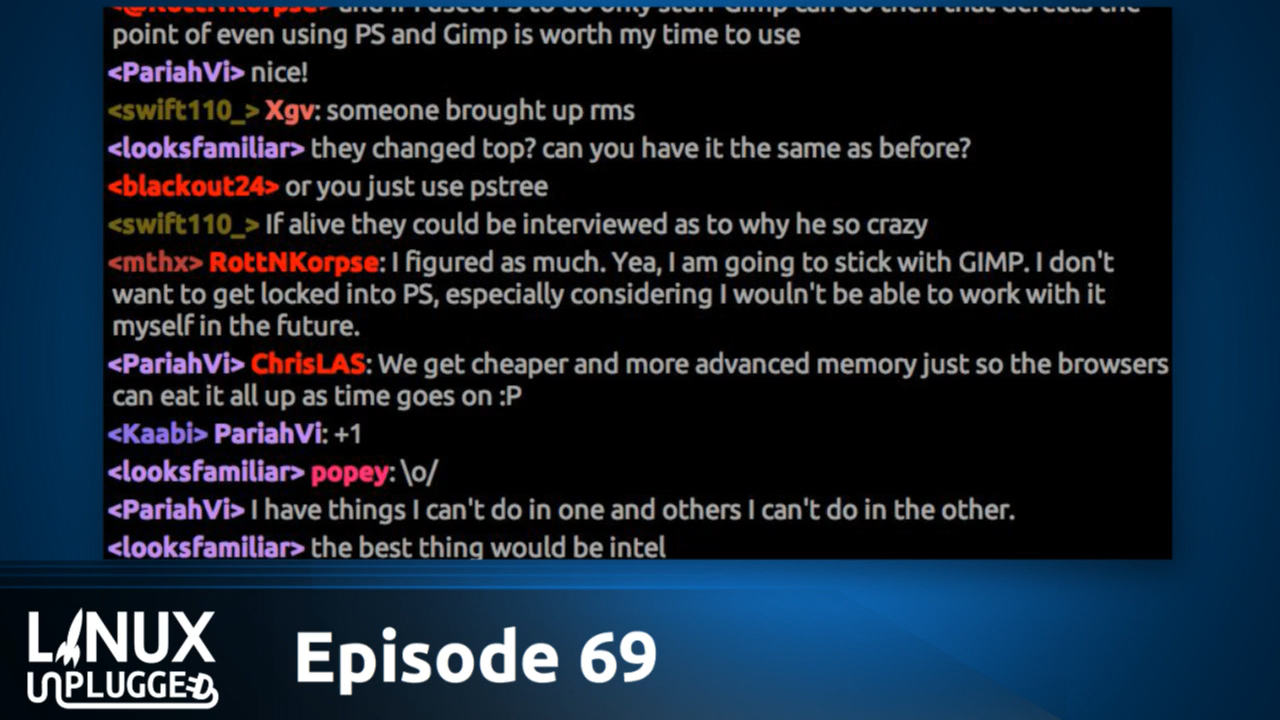 <@RottNKorpse> and if I used PS to do only stuff Gimp can do then that defeats the
point of even using PS and Gimp is worth my time to use
<PariahVi> nice!
<swift110_> Xgv: someone brought up rms
<looksfamiliar> they changed top? can you have it the same as before?
<blackout24> or you just use pstree
<swift110_> If alive they could be interviewed as to why he so crazy
<mthx> RottNKorpse: I figured as much. Yea, I am going to stick with GIMP. I don't
want to get locked into PS, especially considering I wouln't be able to work with it
myself in the future.
<PariahVi> ChrisLAS: We get cheaper and more advanced memory just so the browsers
can eat it all up as time goes on :P
<Kaabi> PariahVi: +1
<looksfamiliar> popey: \o/
<PariahVi> I have things I can't do in one and others I can't do in the other.
<looksfamiliar> the best thing would be intel
LINUX
UNPLUGGED
Episode 69